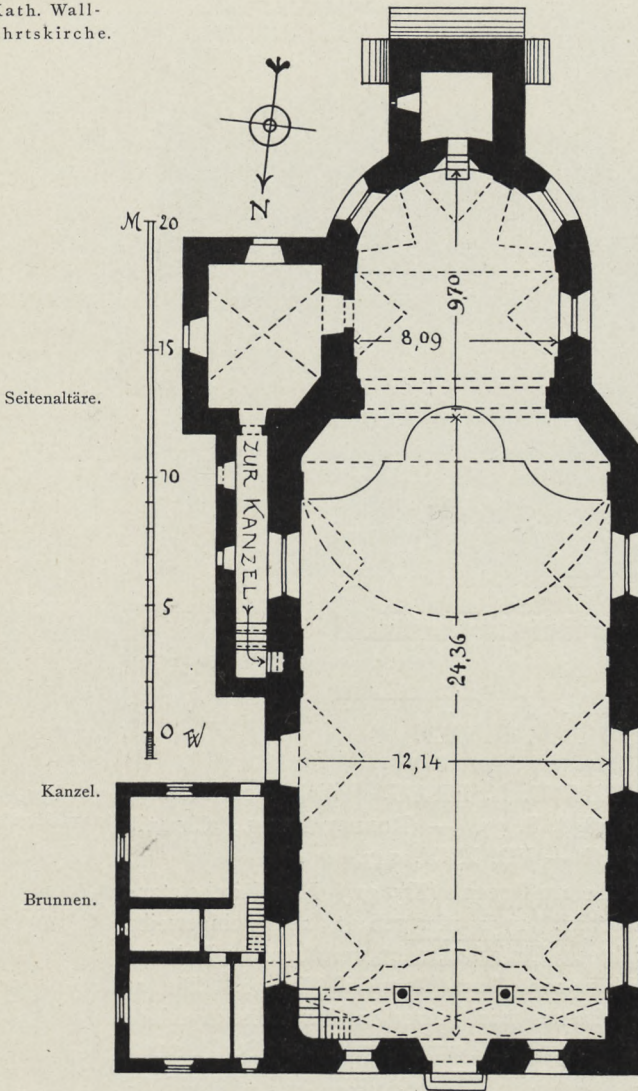 Kath. Wall-
hrtskirche.
N
M 20
15
9,70
8,09
Seitenaltäre.
10
ZUR KANZEL
5
24,36
0
12,14
Kanzel.
Brunnen.